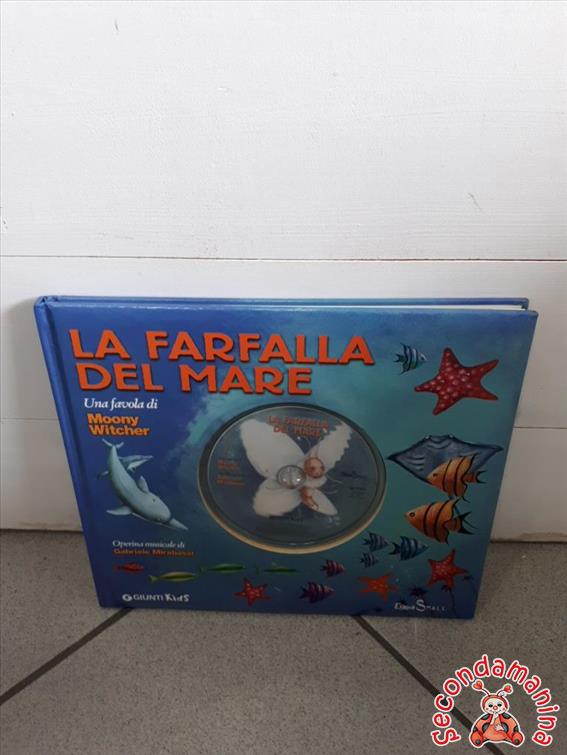 LA FARFALLA
DEL MARE
Una favola di
Moony
Witcher
LA FARFALLA
DEL MARE
Operina musicale di
Gabriele Mirabassi
GIUNTI Kids
secondamanina